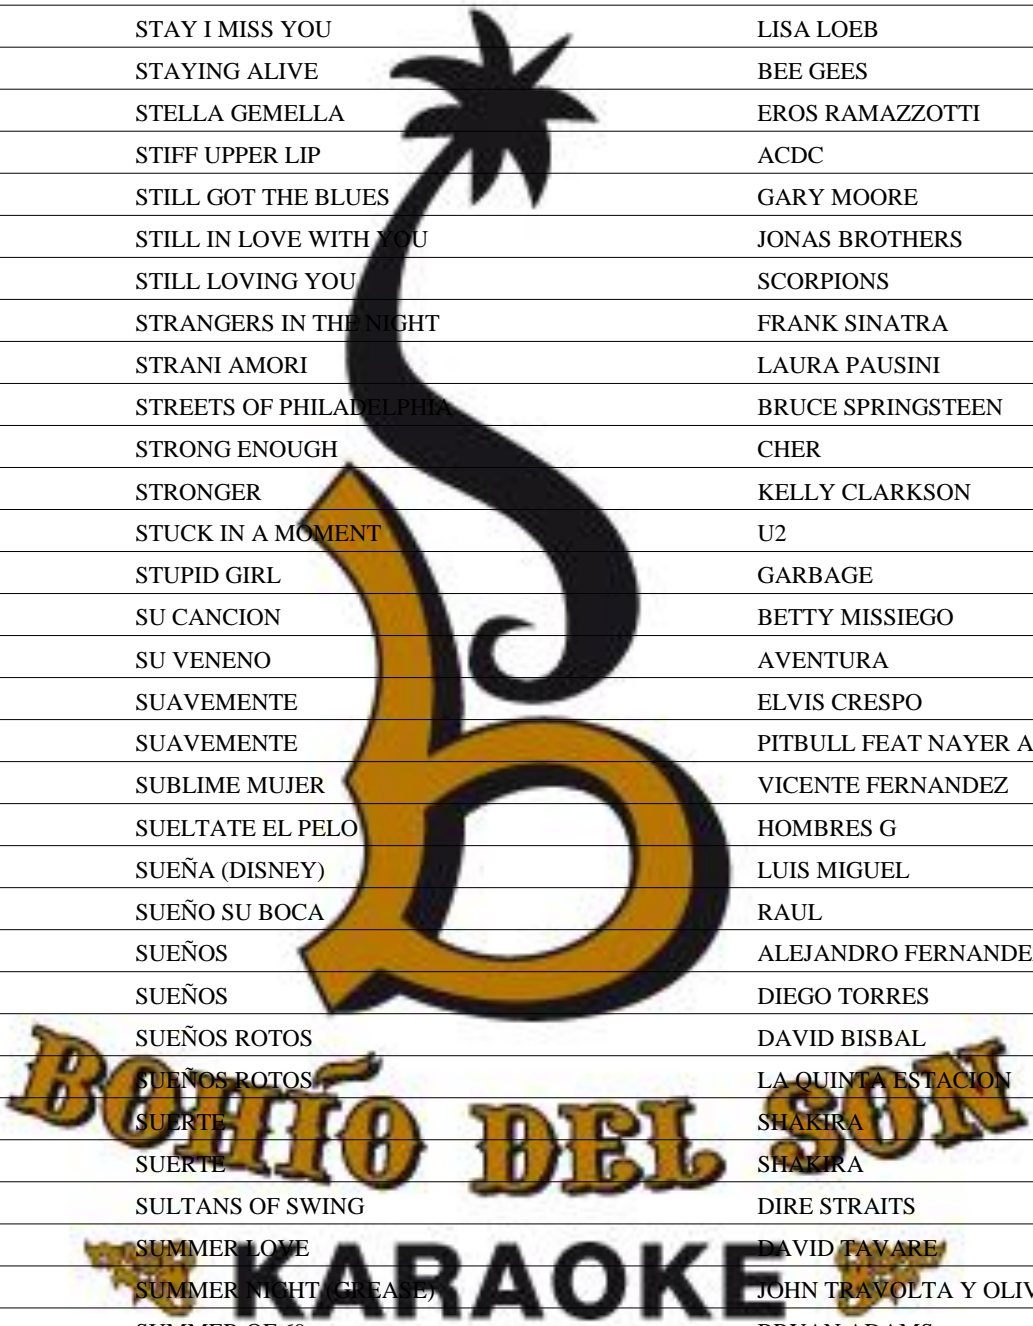 STAY I MISS YOU LISA LOEB
STAYING ALIVE BEE GEES
STELLA GEMELLA EROS RAMAZZOTTI
STIFF UPPER LIP ACDC
STILL GOT THE BLUES GARY MOORE
STILL IN LOVE WITH YOU JONAS BROTHERS
STILL LOVING YOU SCORPIONS
STRANGERS IN THE NIGHT FRANK SINATRA
STRANI AMORI LAURA PAUSINI
STREETS OF PHILADELPHIA BRUCE SPRINGSTEEN
STRONG ENOUGH CHER
STRONGER KELLY CLARKSON
STUCK IN A MOMENT U2
STUPID GIRL GARBAGE
SU CANCION BETTY MISSIEGO
SU VENENO AVENTURA
SUAVEMENTE ELVIS CRESPO
SUAVEMENTE PITBULL FEAT NAYER A
SUBLIME MUJER VICENTE FERNANDEZ
SUELTATE EL PELO HOMBRES G
SUEÑA (DISNEY) LUIS MIGUEL
SUEÑO SU BOCA RAUL
SUEÑOS ALEJANDRO FERNANDE
SUEÑOS DIEGO TORRES
SUEÑOS ROTOS DAVID BISBAL
SUEÑOS ROTOS LA QUINTA ESTACION
SUERTE SHAKIRA
SUERTE SHAKIRA
SULTANS OF SWING DIRE STRAITS
SUMMER LOVE DAVID TAVARE
SUMMER NIGHT (GREASE) JOHN TRAVOLTA Y OLIV
SUMMER OF 69 BRYAN ADAMS
b
BOHÍO DEL SON
KARAOKE